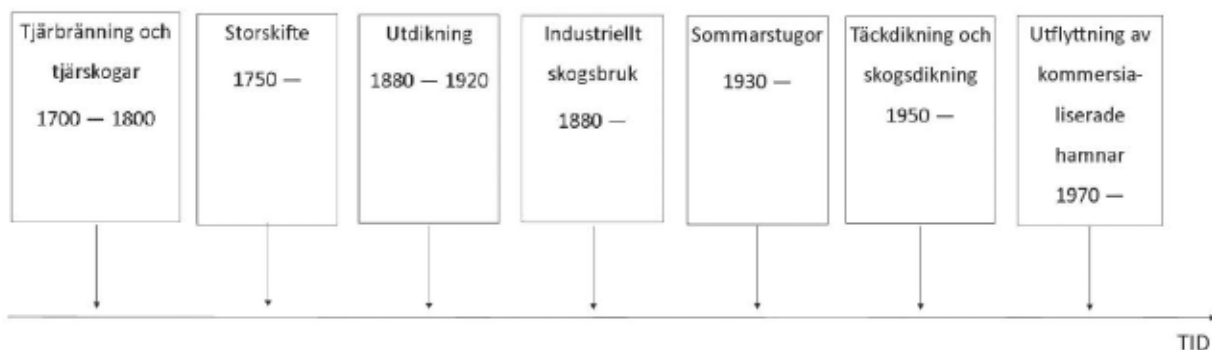 Tjärbränning och
tjärskogar
1700 — 1800
Storskifte
1750 —
Utdikning
1880 — 1920
Industriellt
skogsbruk
1880 —
Sommarstugor
1930 —
Täckdikning och
skogsdikning
1950 —
Utflyttning av
kommersia-
liserade
hamnar
1970 —
TID